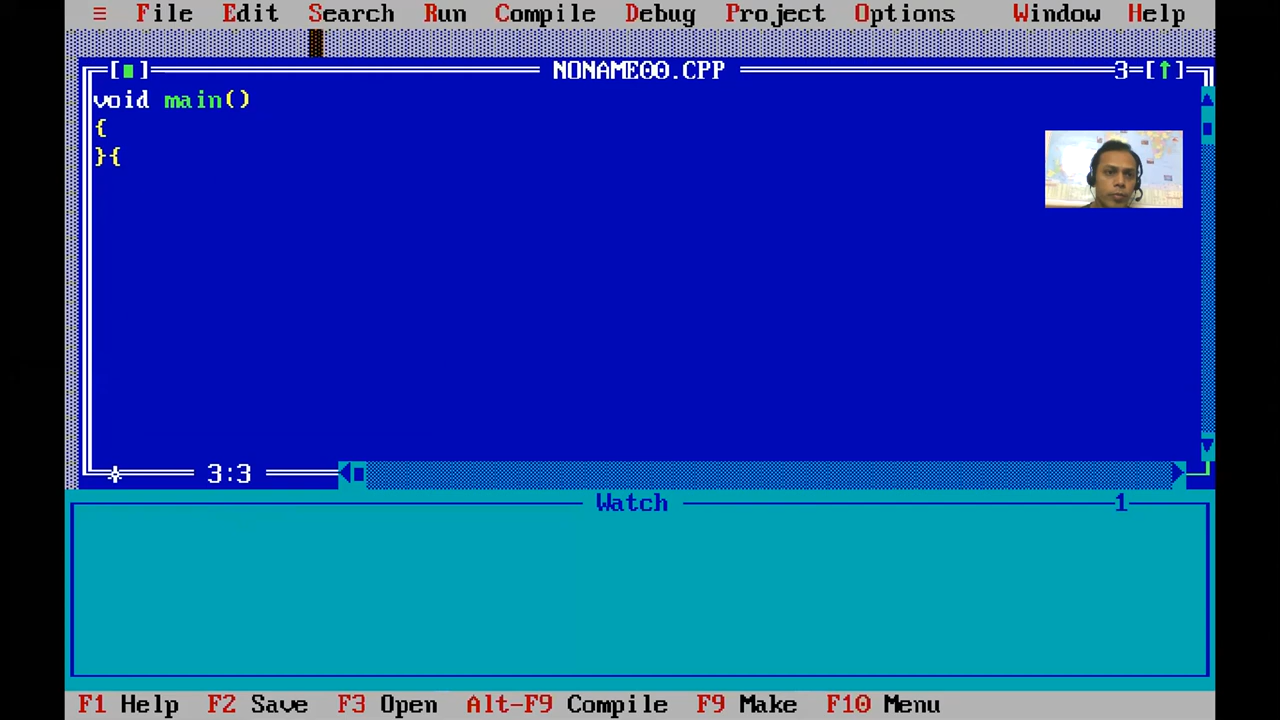 ≡ File Edit Search Run Compile Debug Project Options Window Help
[■] NONAME00.CPP 3=[↑]
void main()
{
}{
3:3
Watch 1
F1 Help F2 Save F3 Open Alt-F9 Compile F9 Make F10 Menu